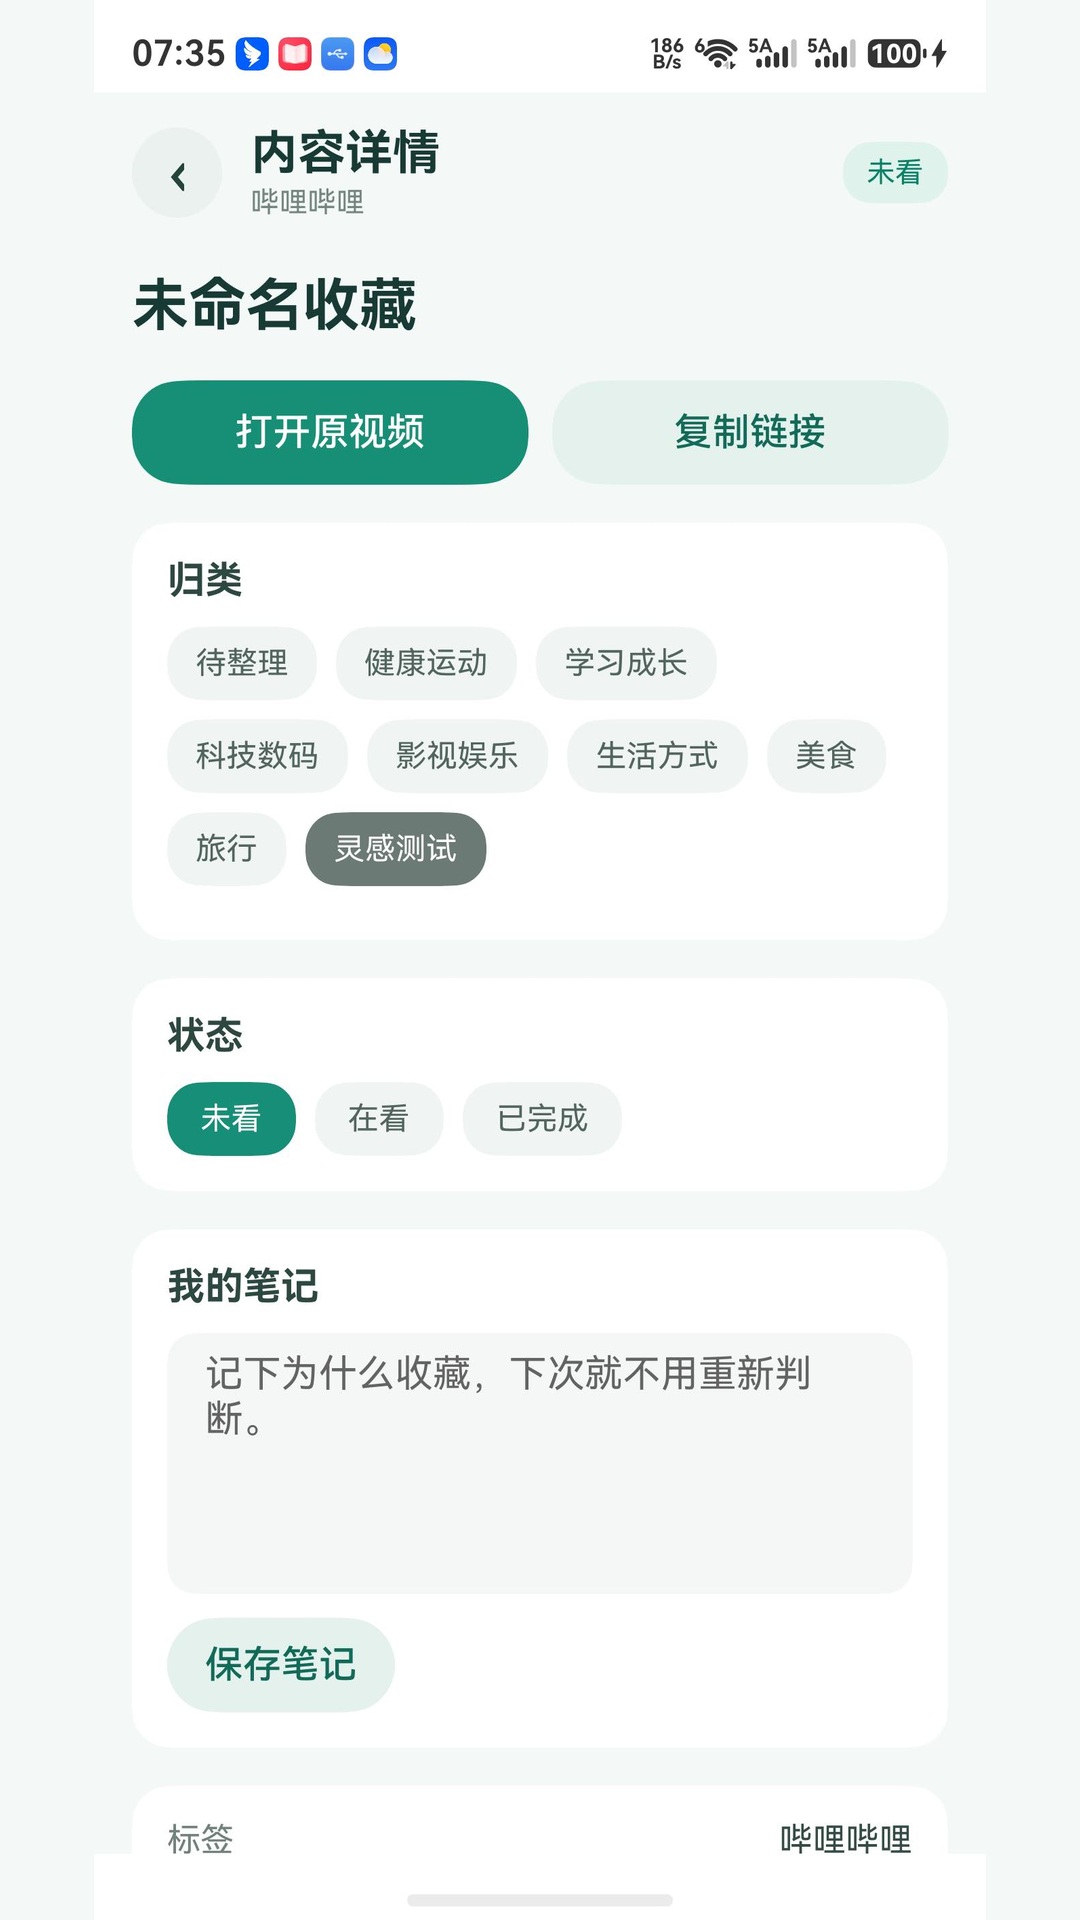 07:35
186 B/s 6 5A 5A 100
内容详情
哔哩哔哩
未看
未命名收藏
打开原视频
复制链接
归类
待整理 健康运动 学习成长
科技数码 影视娱乐 生活方式 美食
旅行 灵感测试
状态
未看 在看 已完成
我的笔记
记下为什么收藏，下次就不用重新判
断。
保存笔记
标签 哔哩哔哩